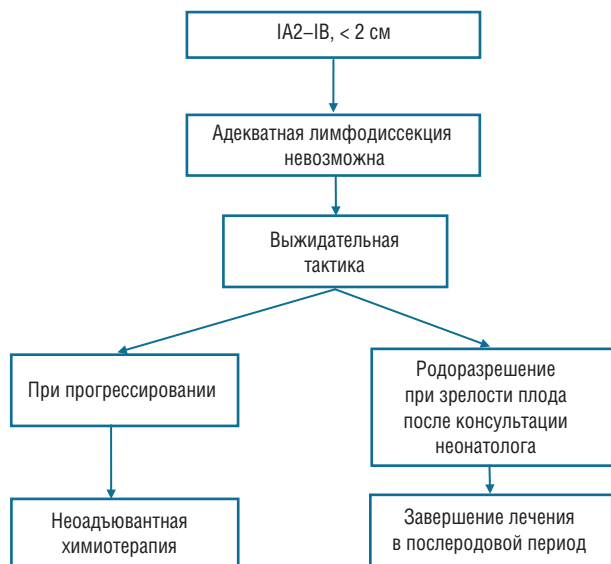 IA2–IB, < 2 см
Адекватная лимфодиссекция
невозможна
Выжидательная
тактика
При прогрессировании
Родоразрешение
при зрелости плода
после консультации
неонатолога
Неоадъювантная
химиотерапия
Завершение лечения
в послеродовой период